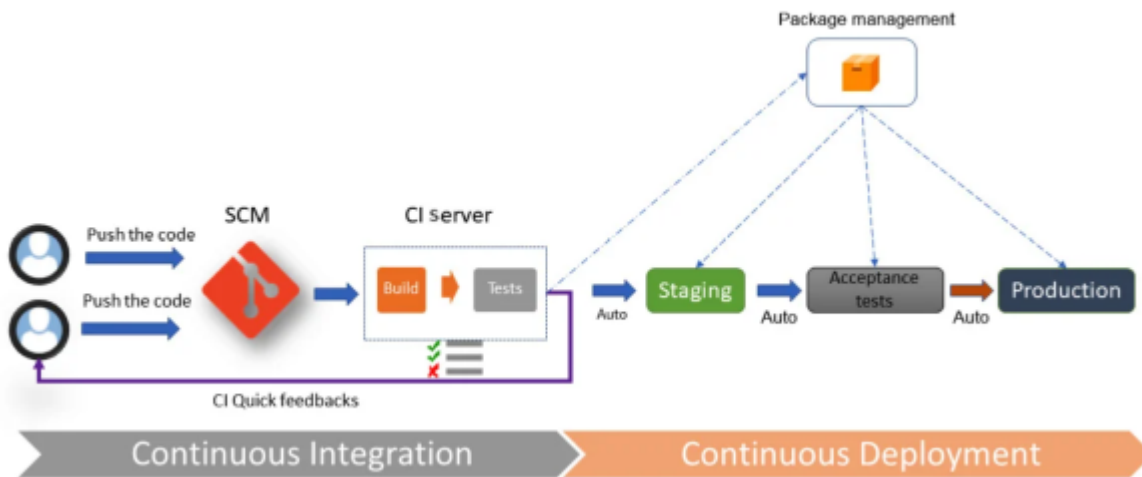 Package management
SCM
CI server
Push the code
Push the code
Build
Tests
Auto
Staging
Auto
Acceptance
tests
Auto
Production
CI Quick feedbacks
Continuous Integration
Continuous Deployment